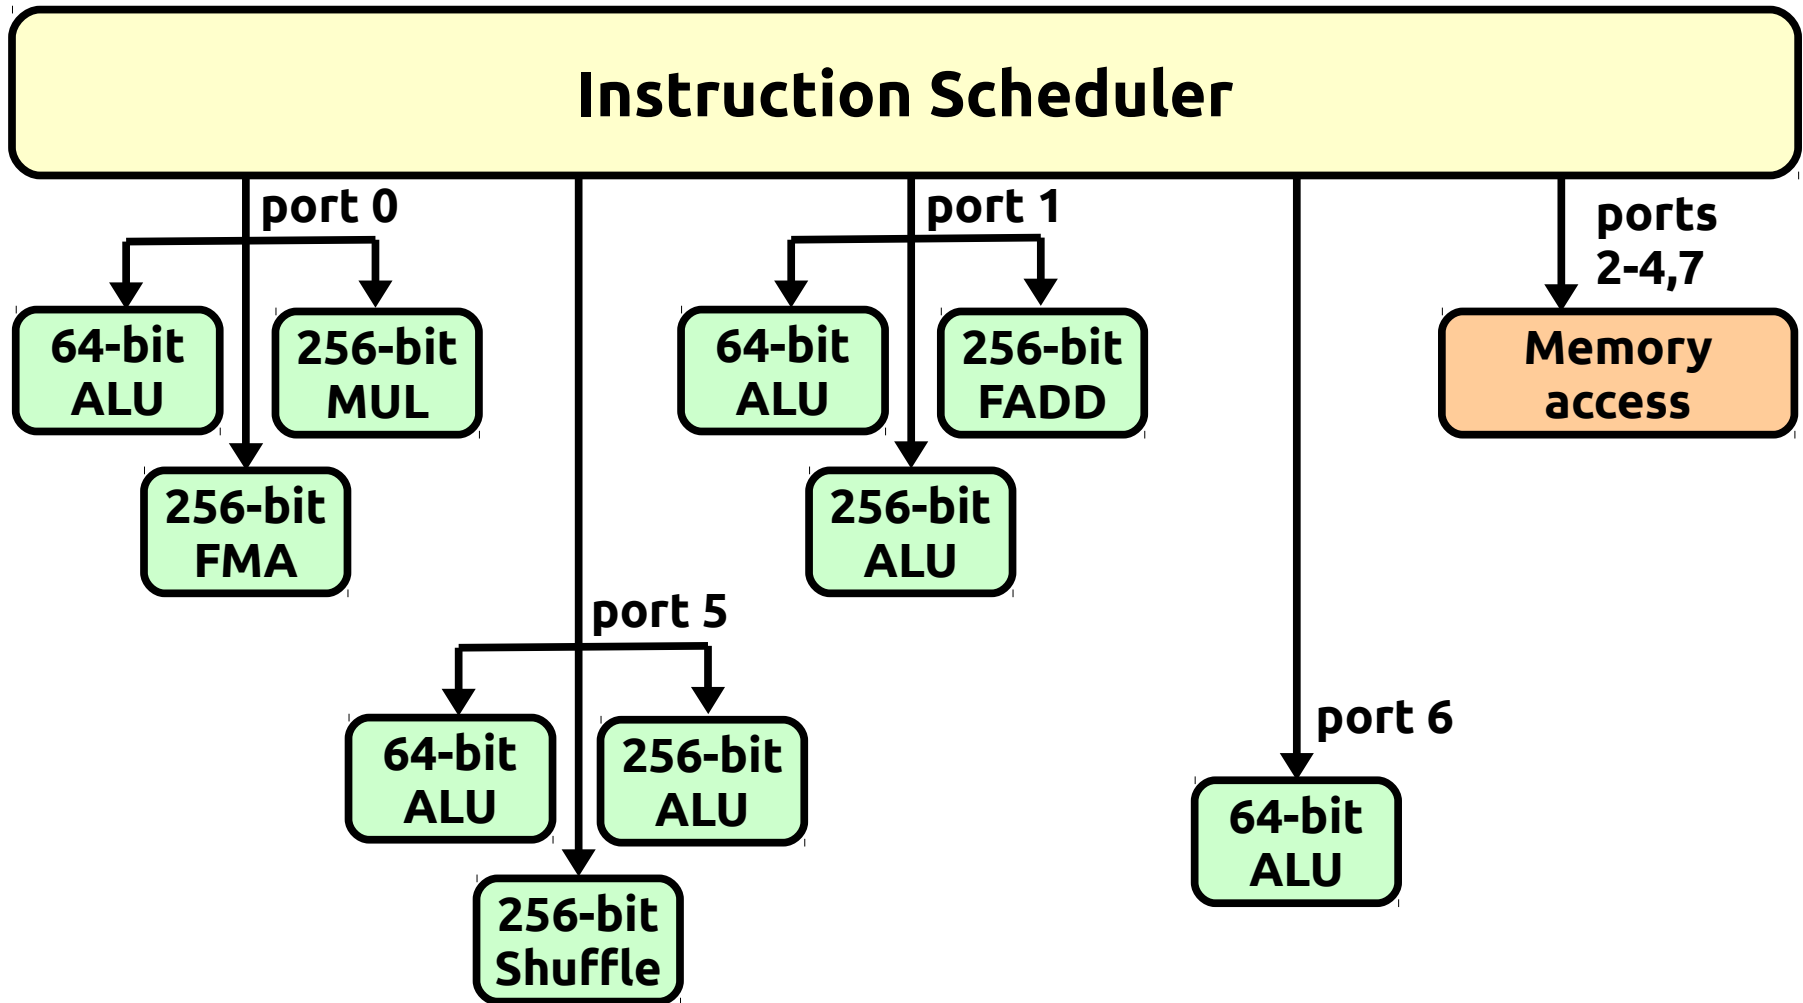 Instruction Scheduler
port 0
port 1
ports
2-4,7
64-bit
ALU
256-bit
MUL
64-bit
ALU
256-bit
FADD
Memory
access
256-bit
FMA
256-bit
ALU
port 5
port 6
64-bit
ALU
256-bit
ALU
64-bit
ALU
256-bit
Shuffle